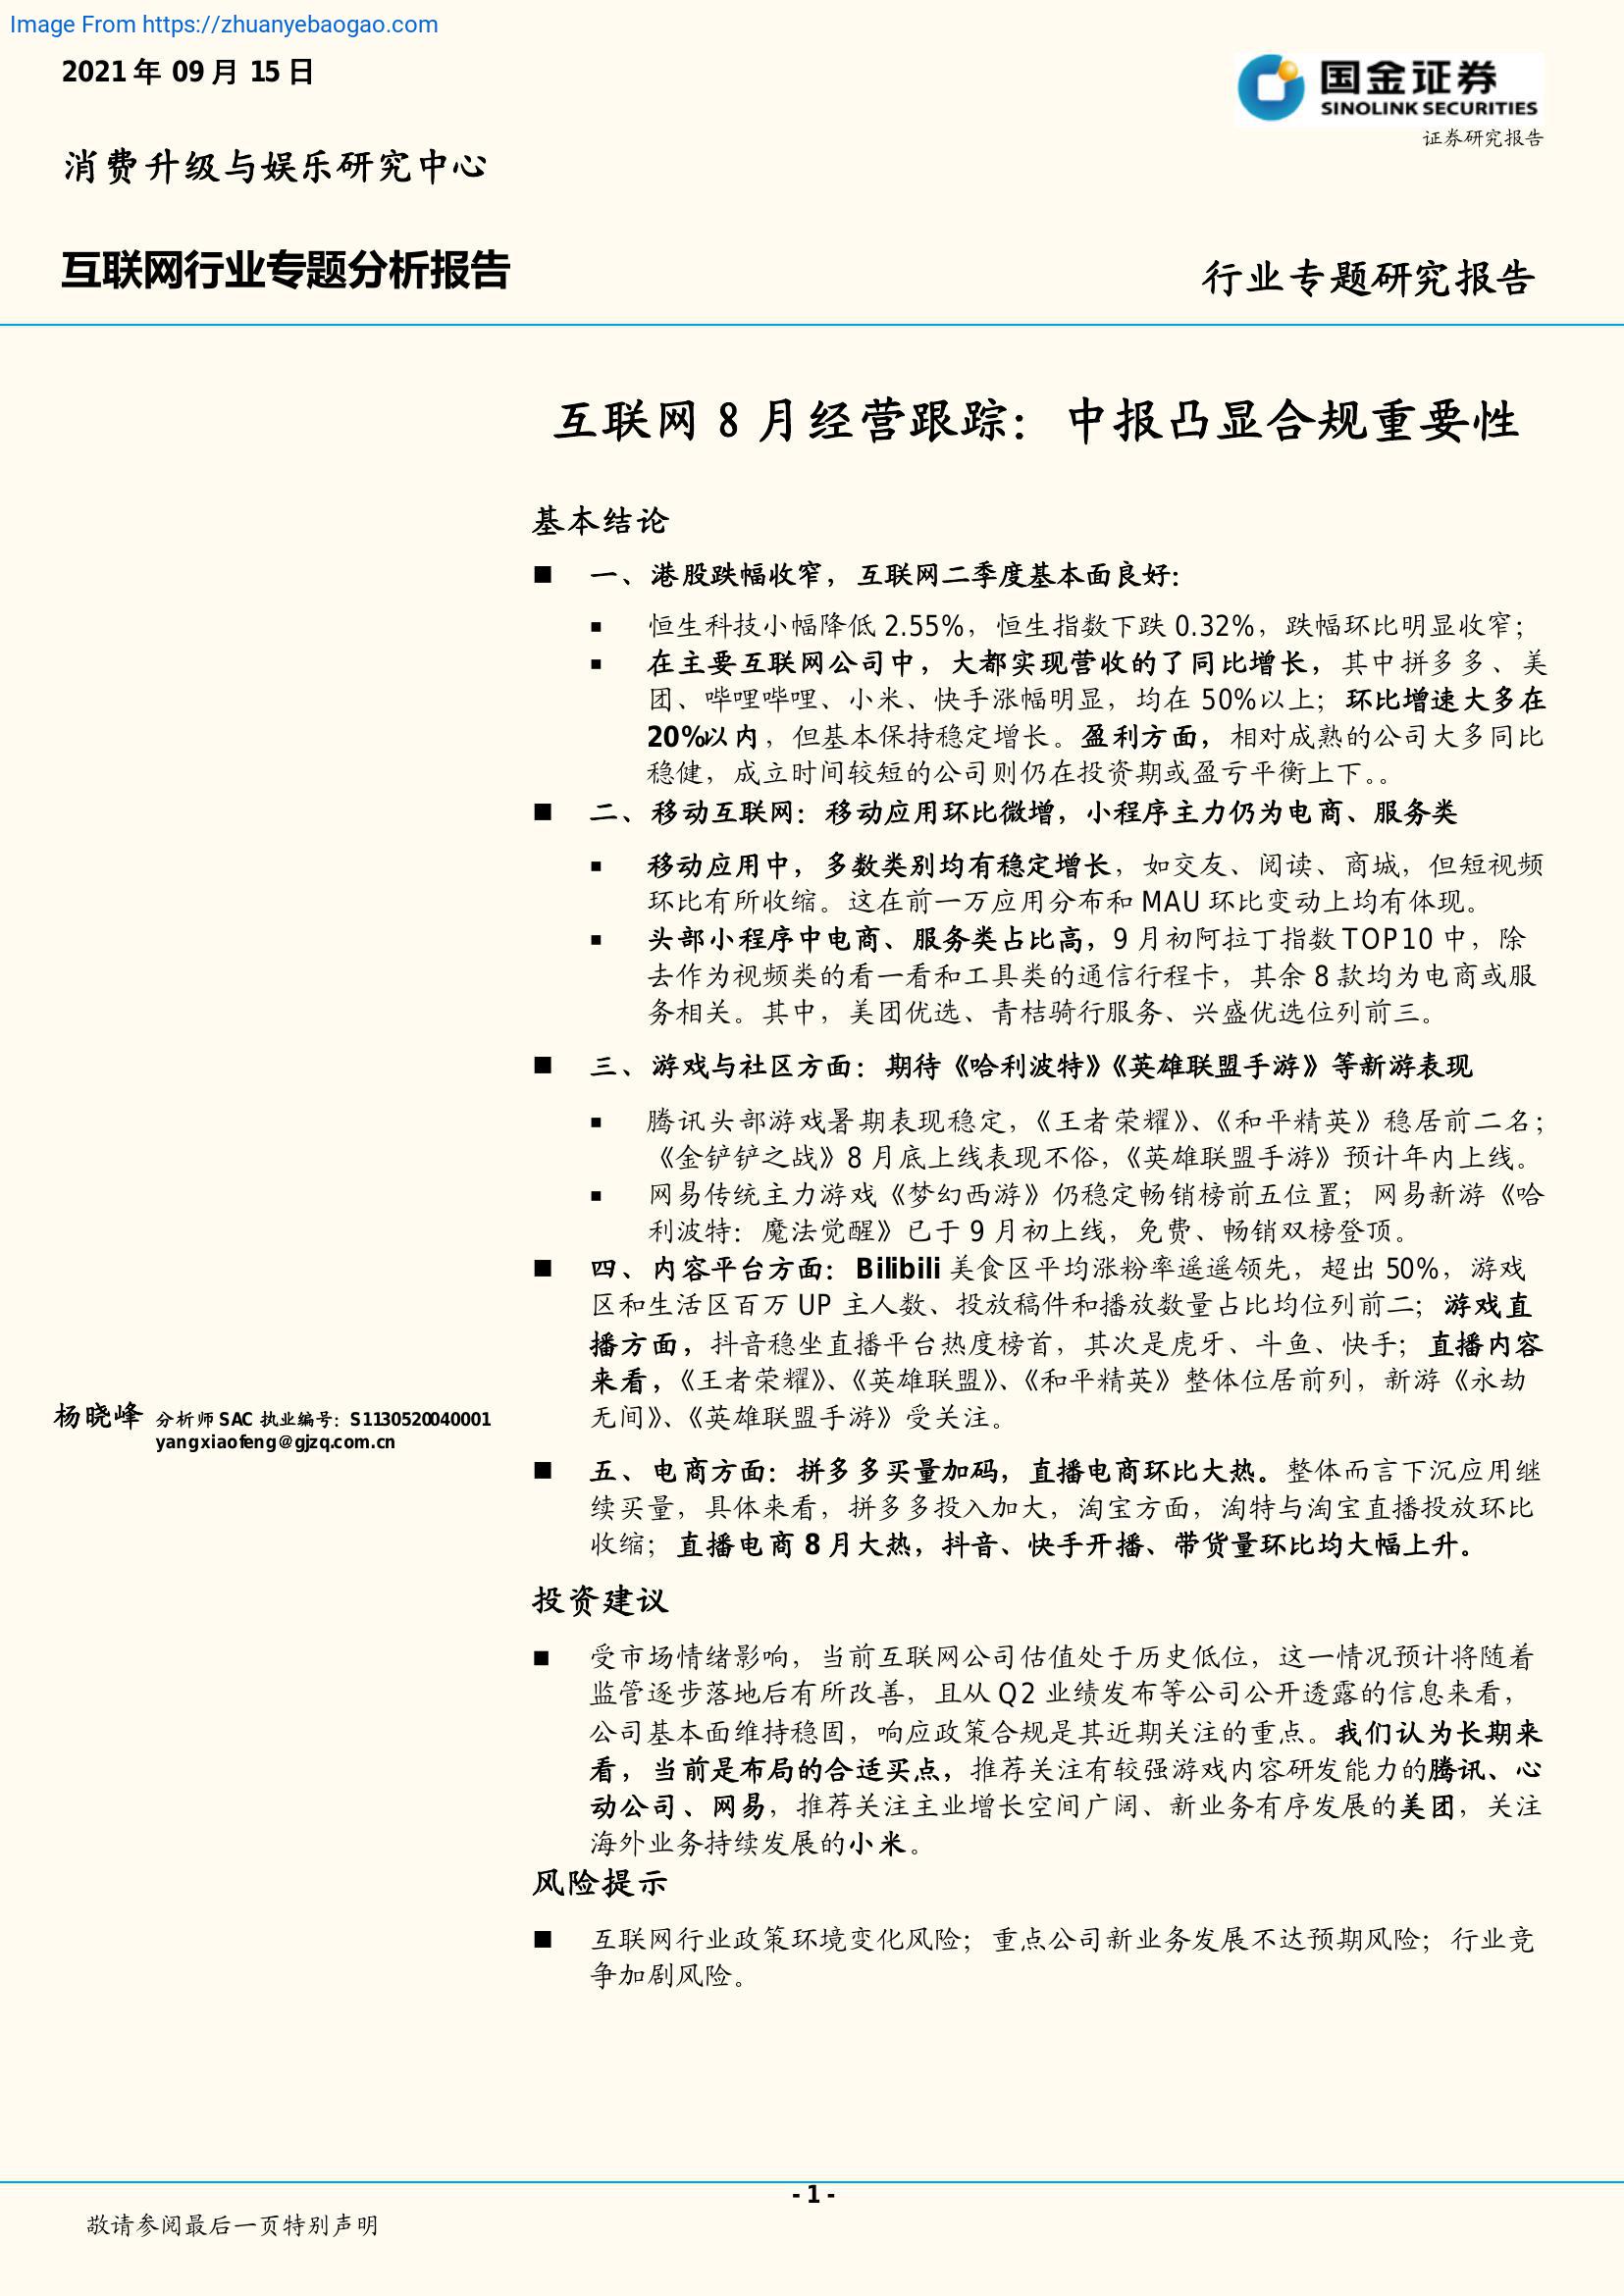 Image From https://zhuanyebaogao.com
2021 年 09 月 15 日
国金证券
SINOLINK SECURITIES
证券研究报告
消费升级与娱乐研究中心
互联网行业专题分析报告
行业专题研究报告
互联网 8 月经营跟踪：中报凸显合规重要性
基本结论
■ 一、港股跌幅收窄，互联网二季度基本面良好：
▪ 恒生科技小幅降低 2.55%，恒生指数下跌 0.32%，跌幅环比明显收窄；
▪ 在主要互联网公司中，大都实现营收的了同比增长，其中拼多多、美
团、哔哩哔哩、小米、快手涨幅明显，均在 50%以上；环比增速大多在
20%以内，但基本保持稳定增长。盈利方面，相对成熟的公司大多同比
稳健，成立时间较短的公司则仍在投资期或盈亏平衡上下。。
■ 二、移动互联网：移动应用环比微增，小程序主力仍为电商、服务类
▪ 移动应用中，多数类别均有稳定增长，如交友、阅读、商城，但短视频
环比有所收缩。这在前一万应用分布和 MAU 环比变动上均有体现。
▪ 头部小程序中电商、服务类占比高，9 月初阿拉丁指数 TOP10 中，除
去作为视频类的看一看和工具类的通信行程卡，其余 8 款均为电商或服
务相关。其中，美团优选、青桔骑行服务、兴盛优选位列前三。
■ 三、游戏与社区方面：期待《哈利波特》《英雄联盟手游》等新游表现
▪ 腾讯头部游戏暑期表现稳定，《王者荣耀》、《和平精英》稳居前二名；
《金铲铲之战》8 月底上线表现不俗，《英雄联盟手游》预计年内上线。
▪ 网易传统主力游戏《梦幻西游》仍稳定畅销榜前五位置；网易新游《哈
利波特：魔法觉醒》已于 9 月初上线，免费、畅销双榜登顶。
■ 四、内容平台方面：Bilibili 美食区平均涨粉率遥遥领先，超出 50%，游戏
区和生活区百万 UP 主人数、投放稿件和播放数量占比均位列前二；游戏直
播方面，抖音稳坐直播平台热度榜首，其次是虎牙、斗鱼、快手；直播内容
来看，《王者荣耀》、《英雄联盟》、《和平精英》整体位居前列，新游《永劫
无间》、《英雄联盟手游》受关注。
杨晓峰 分析师 SAC 执业编号：S1130520040001
yangxiaofeng@gjzq.com.cn
■ 五、电商方面：拼多多买量加码，直播电商环比大热。整体而言下沉应用继
续买量，具体来看，拼多多投入加大，淘宝方面，淘特与淘宝直播投放环比
收缩；直播电商 8 月大热，抖音、快手开播、带货量环比均大幅上升。
投资建议
■ 受市场情绪影响，当前互联网公司估值处于历史低位，这一情况预计将随着
监管逐步落地后有所改善，且从 Q2 业绩发布等公司公开透露的信息来看，
公司基本面维持稳固，响应政策合规是其近期关注的重点。我们认为长期来
看，当前是布局的合适买点，推荐关注有较强游戏内容研发能力的腾讯、心
动公司、网易，推荐关注主业增长空间广阔、新业务有序发展的美团，关注
海外业务持续发展的小米。
风险提示
■ 互联网行业政策环境变化风险；重点公司新业务发展不达预期风险；行业竞
争加剧风险。
- 1 -
敬请参阅最后一页特别声明